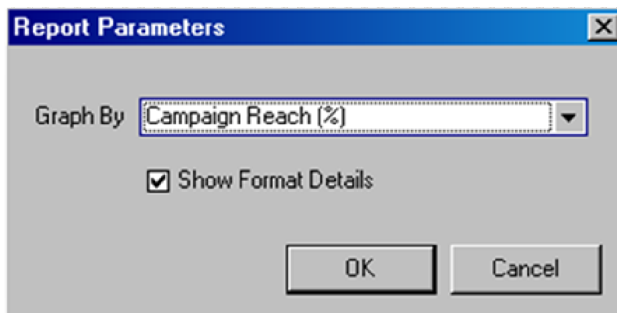 Report Parameters
Graph By Campaign Reach (%)
Show Format Details
OK Cancel